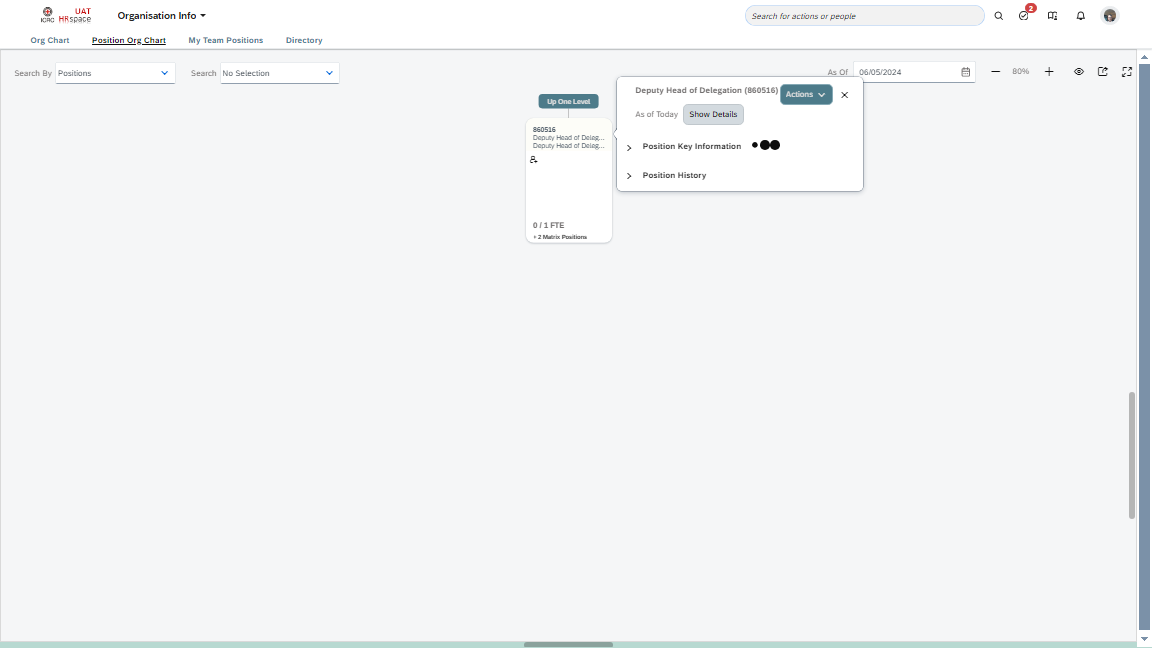 ICRC UAT HRspace
Organisation Info
Search for actions or people
2
Org Chart
Position Org Chart
My Team Positions
Directory
Search By
Positions
Search
No Selection
As Of
06/05/2024
80%
Up One Level
860516
Deputy Head of Deleg...
Deputy Head of Deleg...
0 / 1 FTE
2 Matrix Positions
Deputy Head of Delegation (860516)
Actions
As of Today
Show Details
Position Key Information
Position History